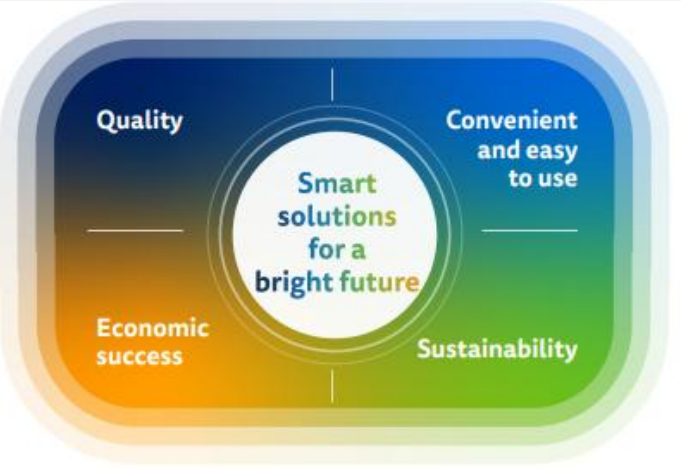 Quality
Convenient
and easy
to use
Smart
solutions
for a
bright future
Economic
success
Sustainability